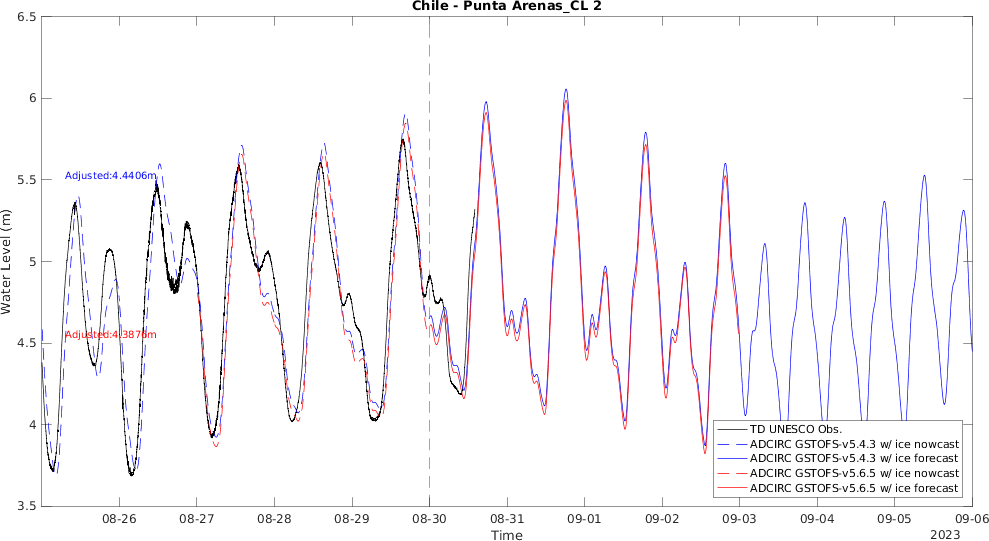 Chile - Punta Arenas_CL 2
6.5
6
5.5
5
4.5
4
3.5
Water Level (m)
Adjusted:4.4406m
Adjusted:4.3876m
TD UNESCO Obs.
ADCIRC GSTOFS-v5.4.3 w/ ice nowcast
ADCIRC GSTOFS-v5.4.3 w/ ice forecast
ADCIRC GSTOFS-v5.6.5 w/ ice nowcast
ADCIRC GSTOFS-v5.6.5 w/ ice forecast
08-26 08-27 08-28 08-29 08-30 08-31 09-01 09-02 09-03 09-04 09-05 09-06
Time
2023